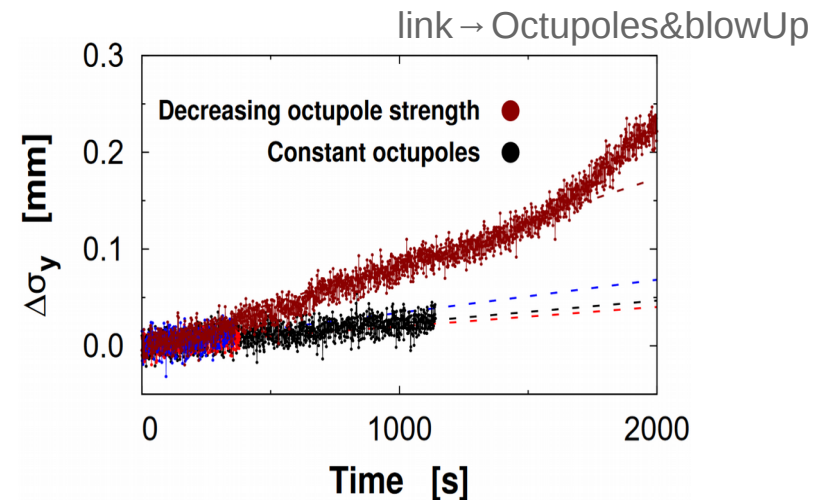 link→Octupoles&blowUp
0.3
Decreasing octupole strength
0.2
Constant octupoles
0.1
0.0
Δσy [mm]
0
1000
2000
Time [s]